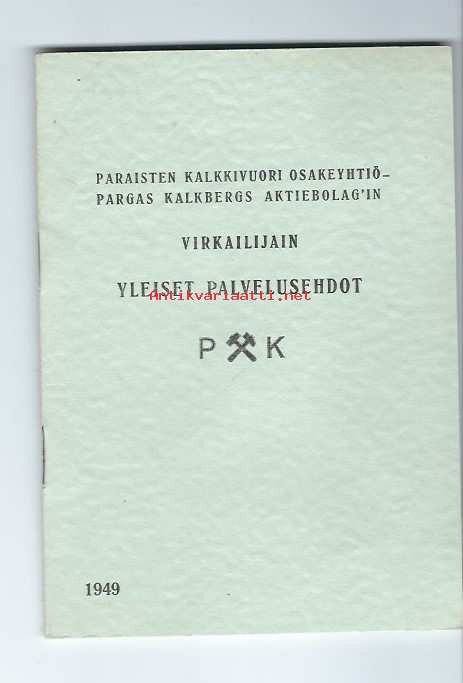 PARAISTEN KALKKIVUORI OSAKEYHTIÖ–
PARGAS KALKBERGS AKTIEBOLAG'IN
VIRKAILIJAIN
YLEISET PALVELUSEHDOT
Antikvariaatti.net
P K
1949